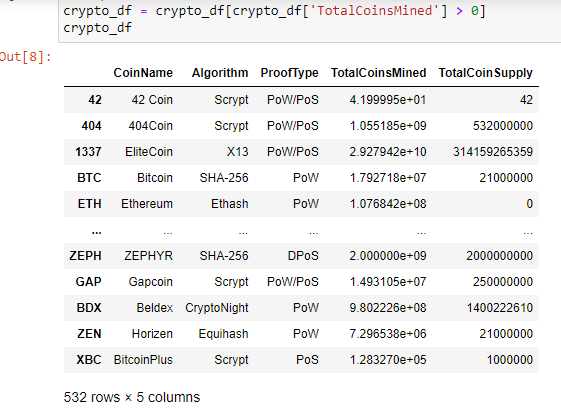 crypto_df = crypto_df[crypto_df['TotalCoinsMined'] > 0]
crypto_df
Out[8]:
CoinName Algorithm ProofType TotalCoinsMined TotalCoinSupply
42 42 Coin Scrypt PoW/PoS 4.199995e+01 42
404 404Coin Scrypt PoW/PoS 1.055185e+09 532000000
1337 EliteCoin X13 PoW/PoS 2.927942e+10 314159265359
BTC Bitcoin SHA-256 PoW 1.792718e+07 21000000
ETH Ethereum Ethash PoW 1.076842e+08 0
... ... ... ... ... ...
ZEPH ZEPHYR SHA-256 DPoS 2.000000e+09 2000000000
GAP Gapcoin Scrypt PoW/PoS 1.493105e+07 250000000
BDX Beldex CryptoNight PoW 9.802226e+08 1400222610
ZEN Horizen Equihash PoW 7.296538e+06 21000000
XBC BitcoinPlus Scrypt PoS 1.283270e+05 1000000
532 rows × 5 columns